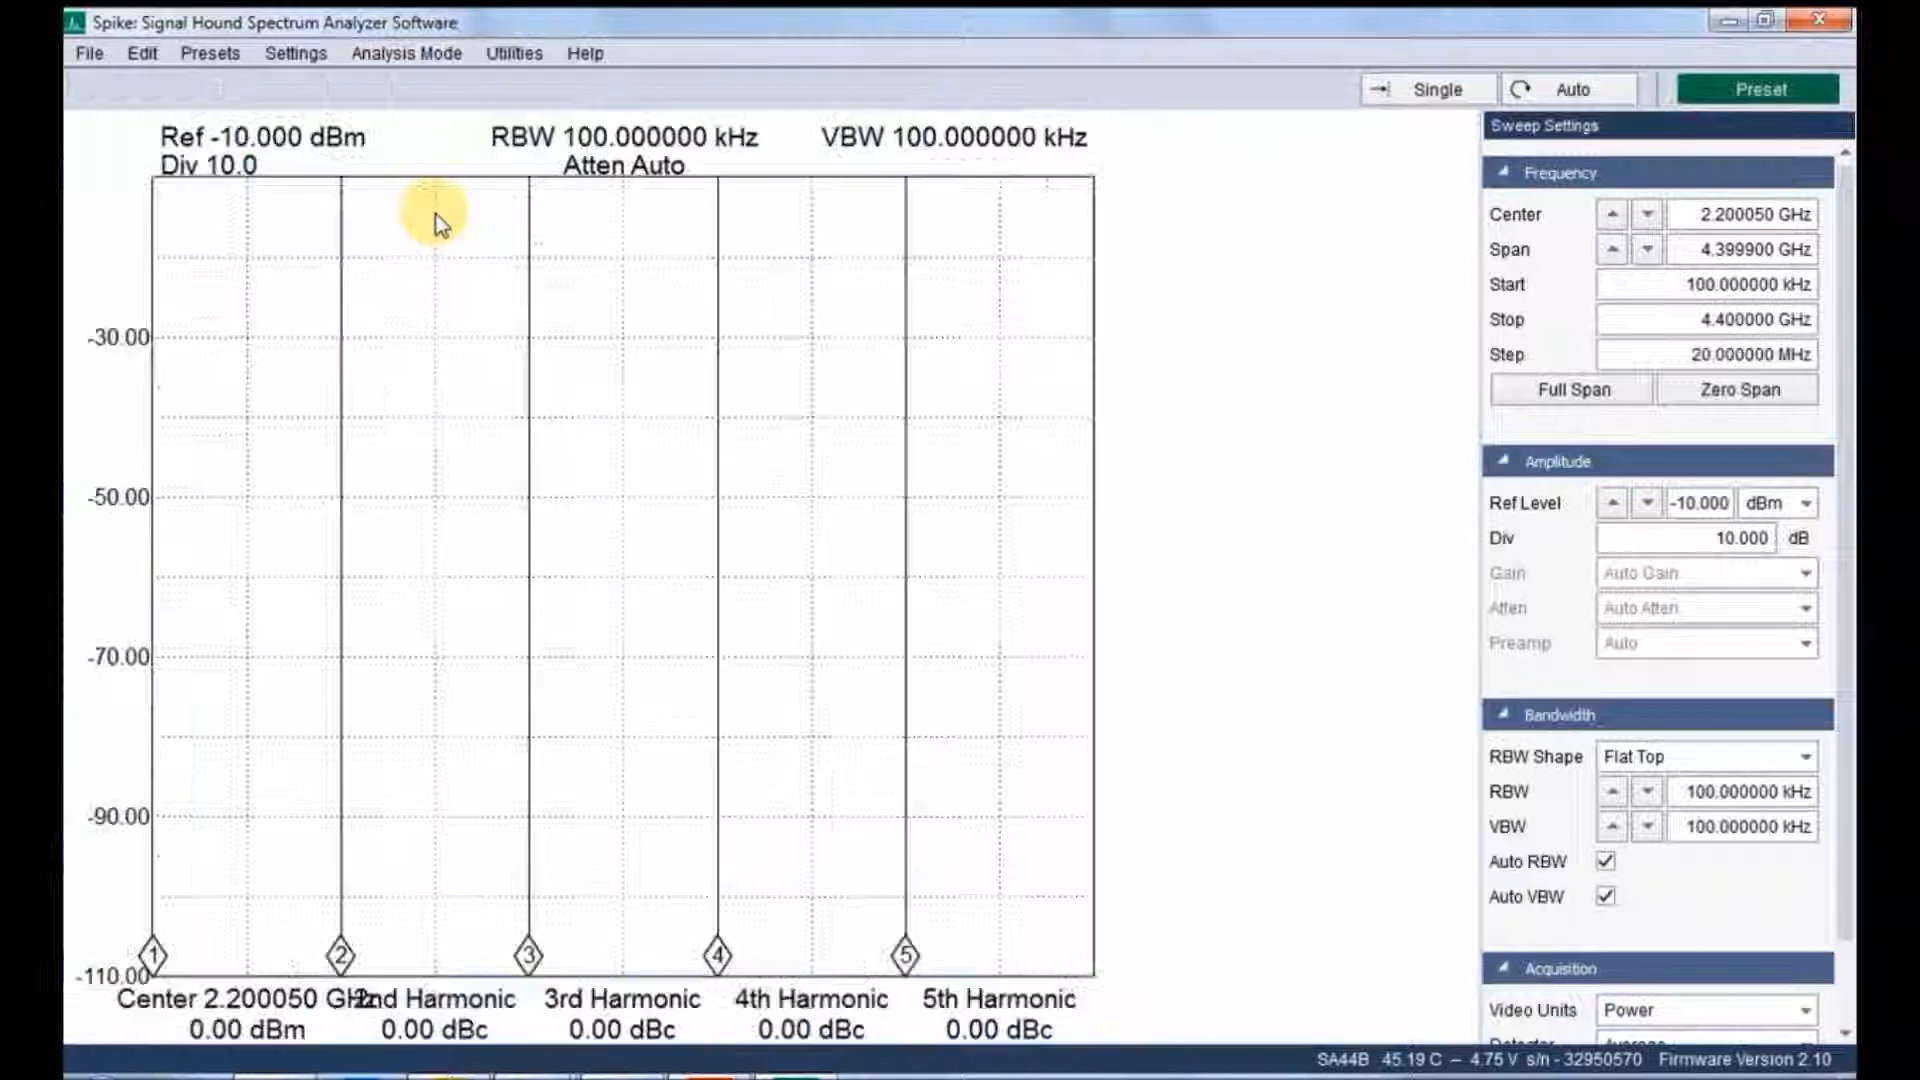 Spike: Signal Hound Spectrum Analyzer Software
File Edit Presets Settings Analysis Mode Utilities Help
Single Auto Preset
Ref -10.000 dBm RBW 100.000000 kHz VBW 100.000000 kHz
Div 10.0 Atten Auto
-30.00
-50.00
-70.00
-90.00
-110.00
1 2 3 4 5
Center 2.200050 GHz 2nd Harmonic 3rd Harmonic 4th Harmonic 5th Harmonic
0.00 dBm 0.00 dBc 0.00 dBc 0.00 dBc 0.00 dBc
Sweep Settings
Frequency
Center 2.200050 GHz
Span 4.399900 GHz
Start 100.000000 kHz
Stop 4.400000 GHz
Step 20.000000 MHz
Full Span Zero Span
Amplitude
Ref Level -10.000 dBm
Div 10.000 dB
Gain Auto Gain
Atten Auto Atten
Preamp Auto
Bandwidth
RBW Shape Flat Top
RBW 100.000000 kHz
VBW 100.000000 kHz
Auto RBW
Auto VBW
Acquisition
Video Units Power
Detector Average
SA44B 45.19 C -- 4.75 V s/n - 32950570 Firmware Version 2.10